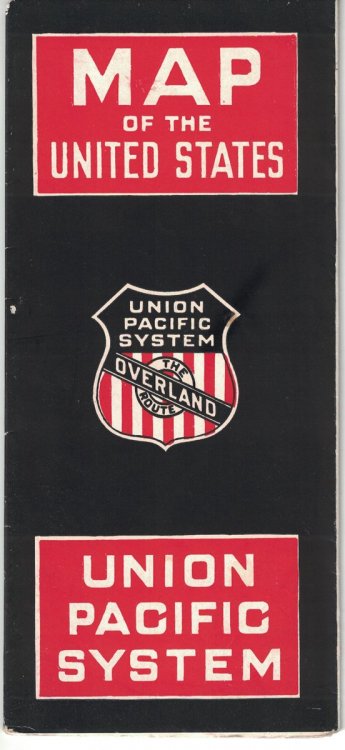 MAP
OF THE
UNITED STATES
UNION
PACIFIC
SYSTEM
THE
OVERLAND
ROUTE
UNION
PACIFIC
SYSTEM